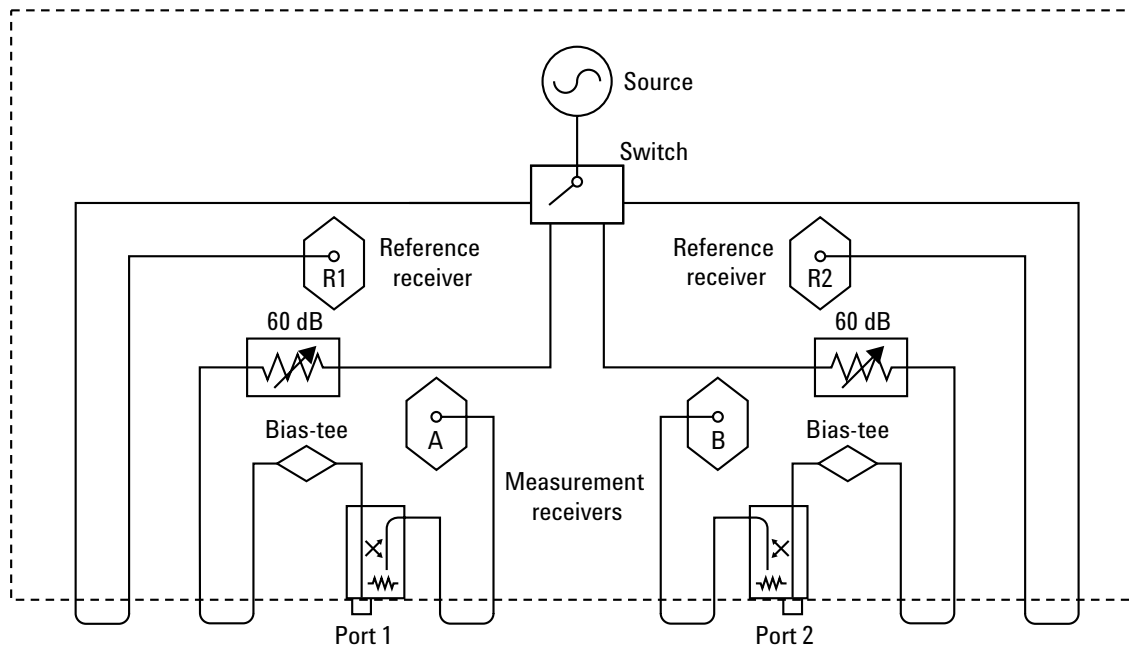 Source
Switch
Reference
receiver
R1
Reference
receiver
R2
60 dB
60 dB
A
B
Bias-tee
Bias-tee
Measurement
receivers
Port 1
Port 2